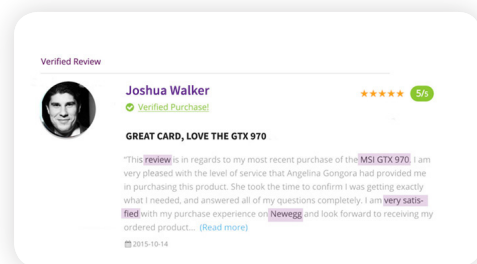 Verified Review
Joshua Walker
5/5
Verified Purchase!
GREAT CARD, LOVE THE GTX 970
"This review is in regards to my most recent purchase of the MSI GTX 970. I am
very pleased with the level of service that Angelina Gongora had provided me
in purchasing this product. She took the time to confirm I was getting exactly
what I needed, and answered all of my questions completely. I am very satis-
fied with my purchase experience on Newegg and look forward to receiving my
ordered product... (Read more)
2015-10-14